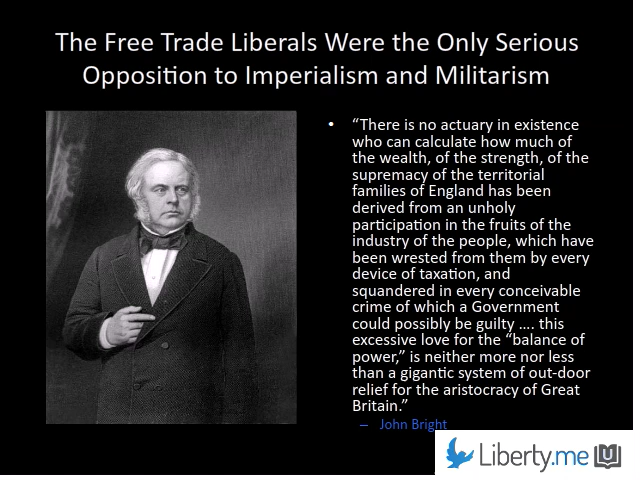 The Free Trade Liberals Were the Only Serious
Opposition to Imperialism and Militarism
• “There is no actuary in existence
who can calculate how much of
the wealth, of the strength, of the
supremacy of the territorial
families of England has been
derived from an unholy
participation in the fruits of the
industry of the people, which have
been wrested from them by every
device of taxation, and
squandered in every conceivable
crime of which a Government
could possibly be guilty …. this
excessive love for the “balance of
power,” is neither more nor less
than a gigantic system of out-door
relief for the aristocracy of Great
Britain.”
– John Bright
Liberty.me U